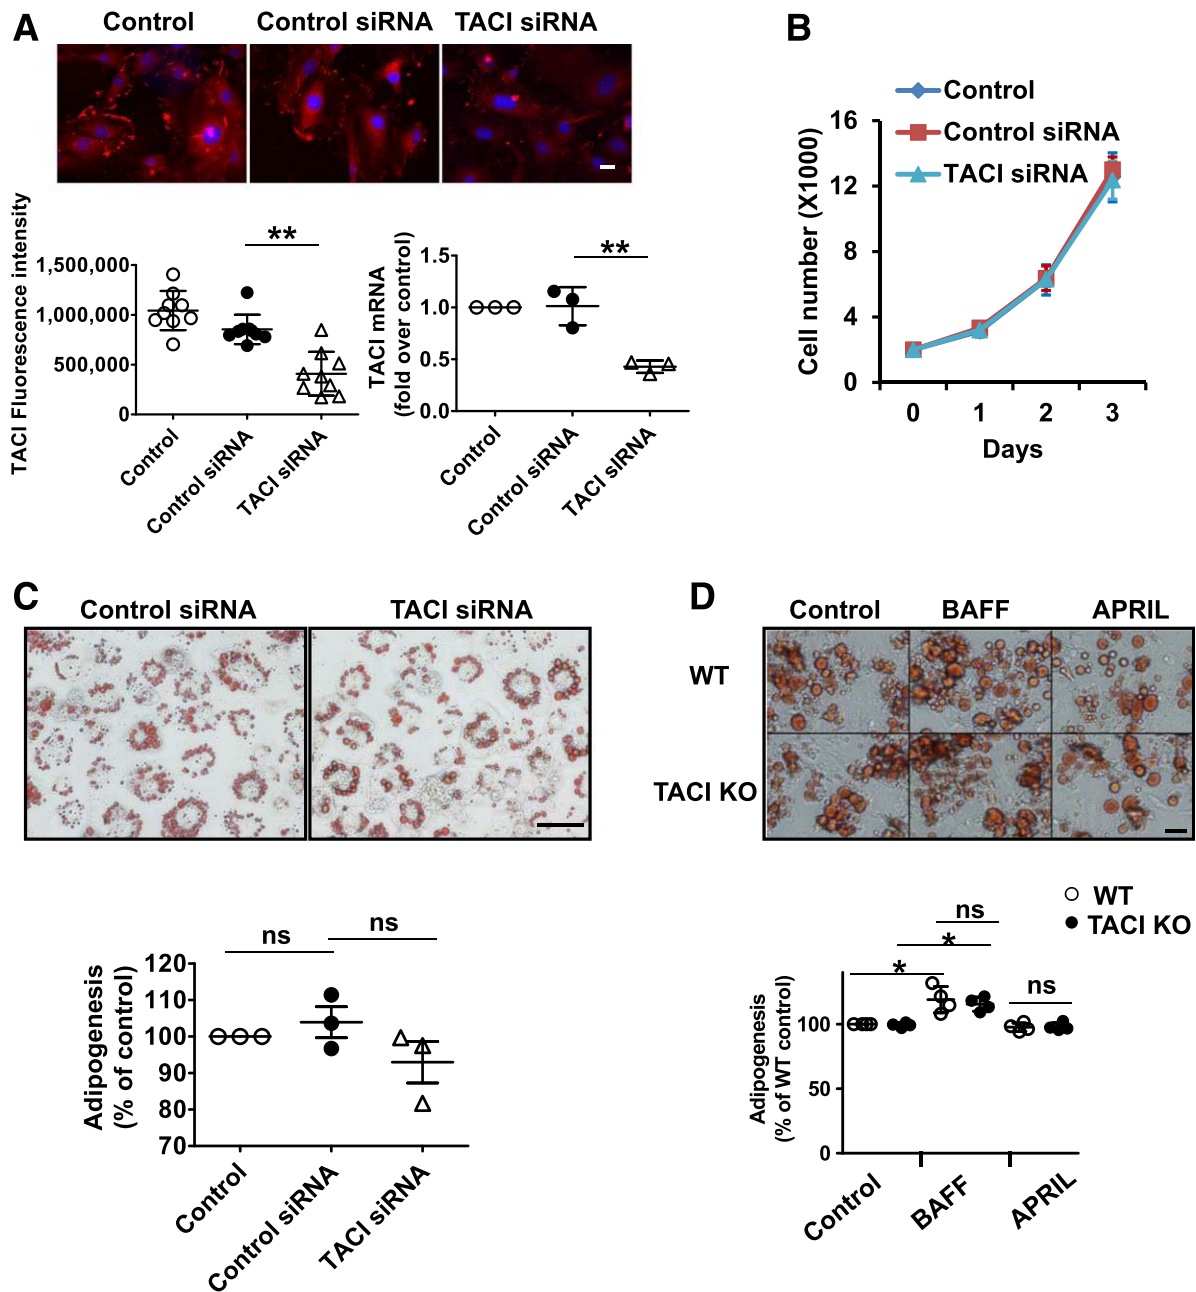 A
Control
Control siRNA
TACI siRNA
TACI Fluorescence intensity
1,500,000
1,000,000
500,000
0
**
Control
Control siRNA
TACI siRNA
TACI mRNA
(fold over control)
1.5
1.0
0.5
0.0
**
Control
Control siRNA
TACI siRNA
B
Control
Control siRNA
TACI siRNA
Cell number (X1000)
16
12
8
4
0
0 1 2 3
Days
C
Control siRNA
TACI siRNA
Adipogenesis
(% of control)
120
110
100
90
80
70
ns
ns
Control
Control siRNA
TACI siRNA
D
Control
BAFF
APRIL
WT
TACI KO
WT
TACI KO
ns
*
*
ns
Adipogenesis
(% of WT control)
100
50
0
Control
BAFF
APRIL